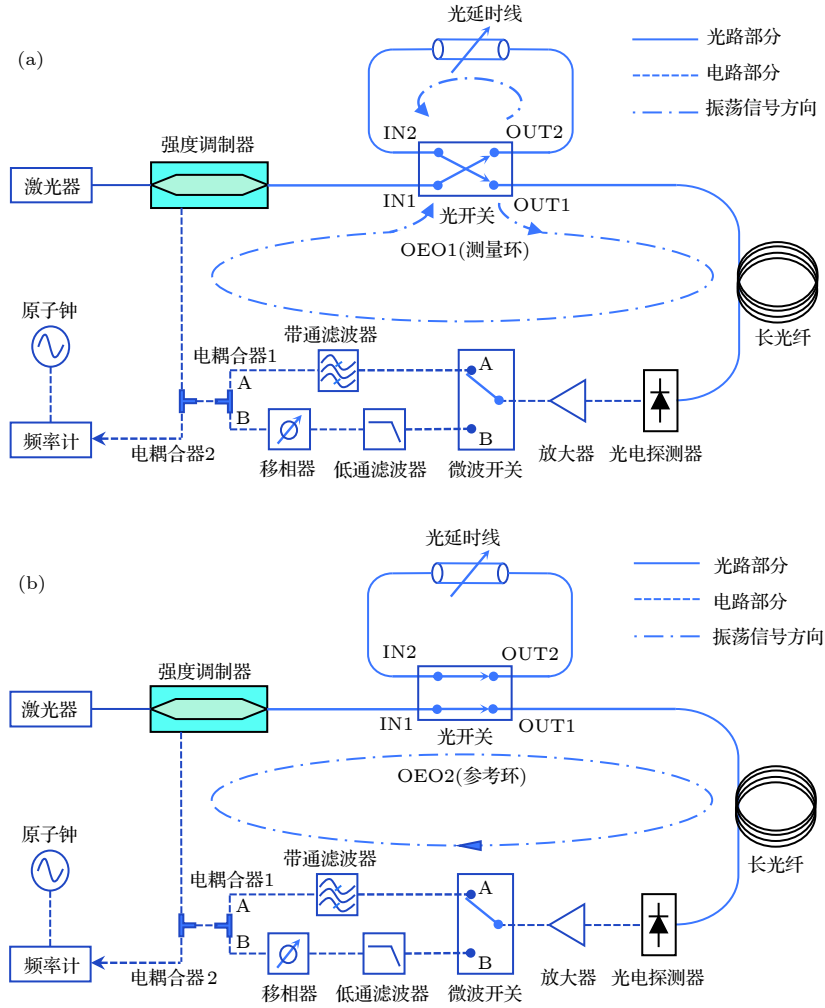 (a)
光延时线
光路部分
电路部分
振荡信号方向
IN2
OUT2
强度调制器
激光器
IN1
光开关
OUT1
OEO1(测量环)
原子钟
长光纤
带通滤波器
电耦合器1
A
A
B
B
频率计
电耦合器2
移相器
低通滤波器
微波开关
放大器
光电探测器
(b)
光延时线
光路部分
电路部分
振荡信号方向
IN2
OUT2
强度调制器
激光器
IN1
光开关
OUT1
OEO2(参考环)
原子钟
长光纤
带通滤波器
电耦合器1
A
A
B
B
频率计
电耦合器2
移相器
低通滤波器
微波开关
放大器
光电探测器